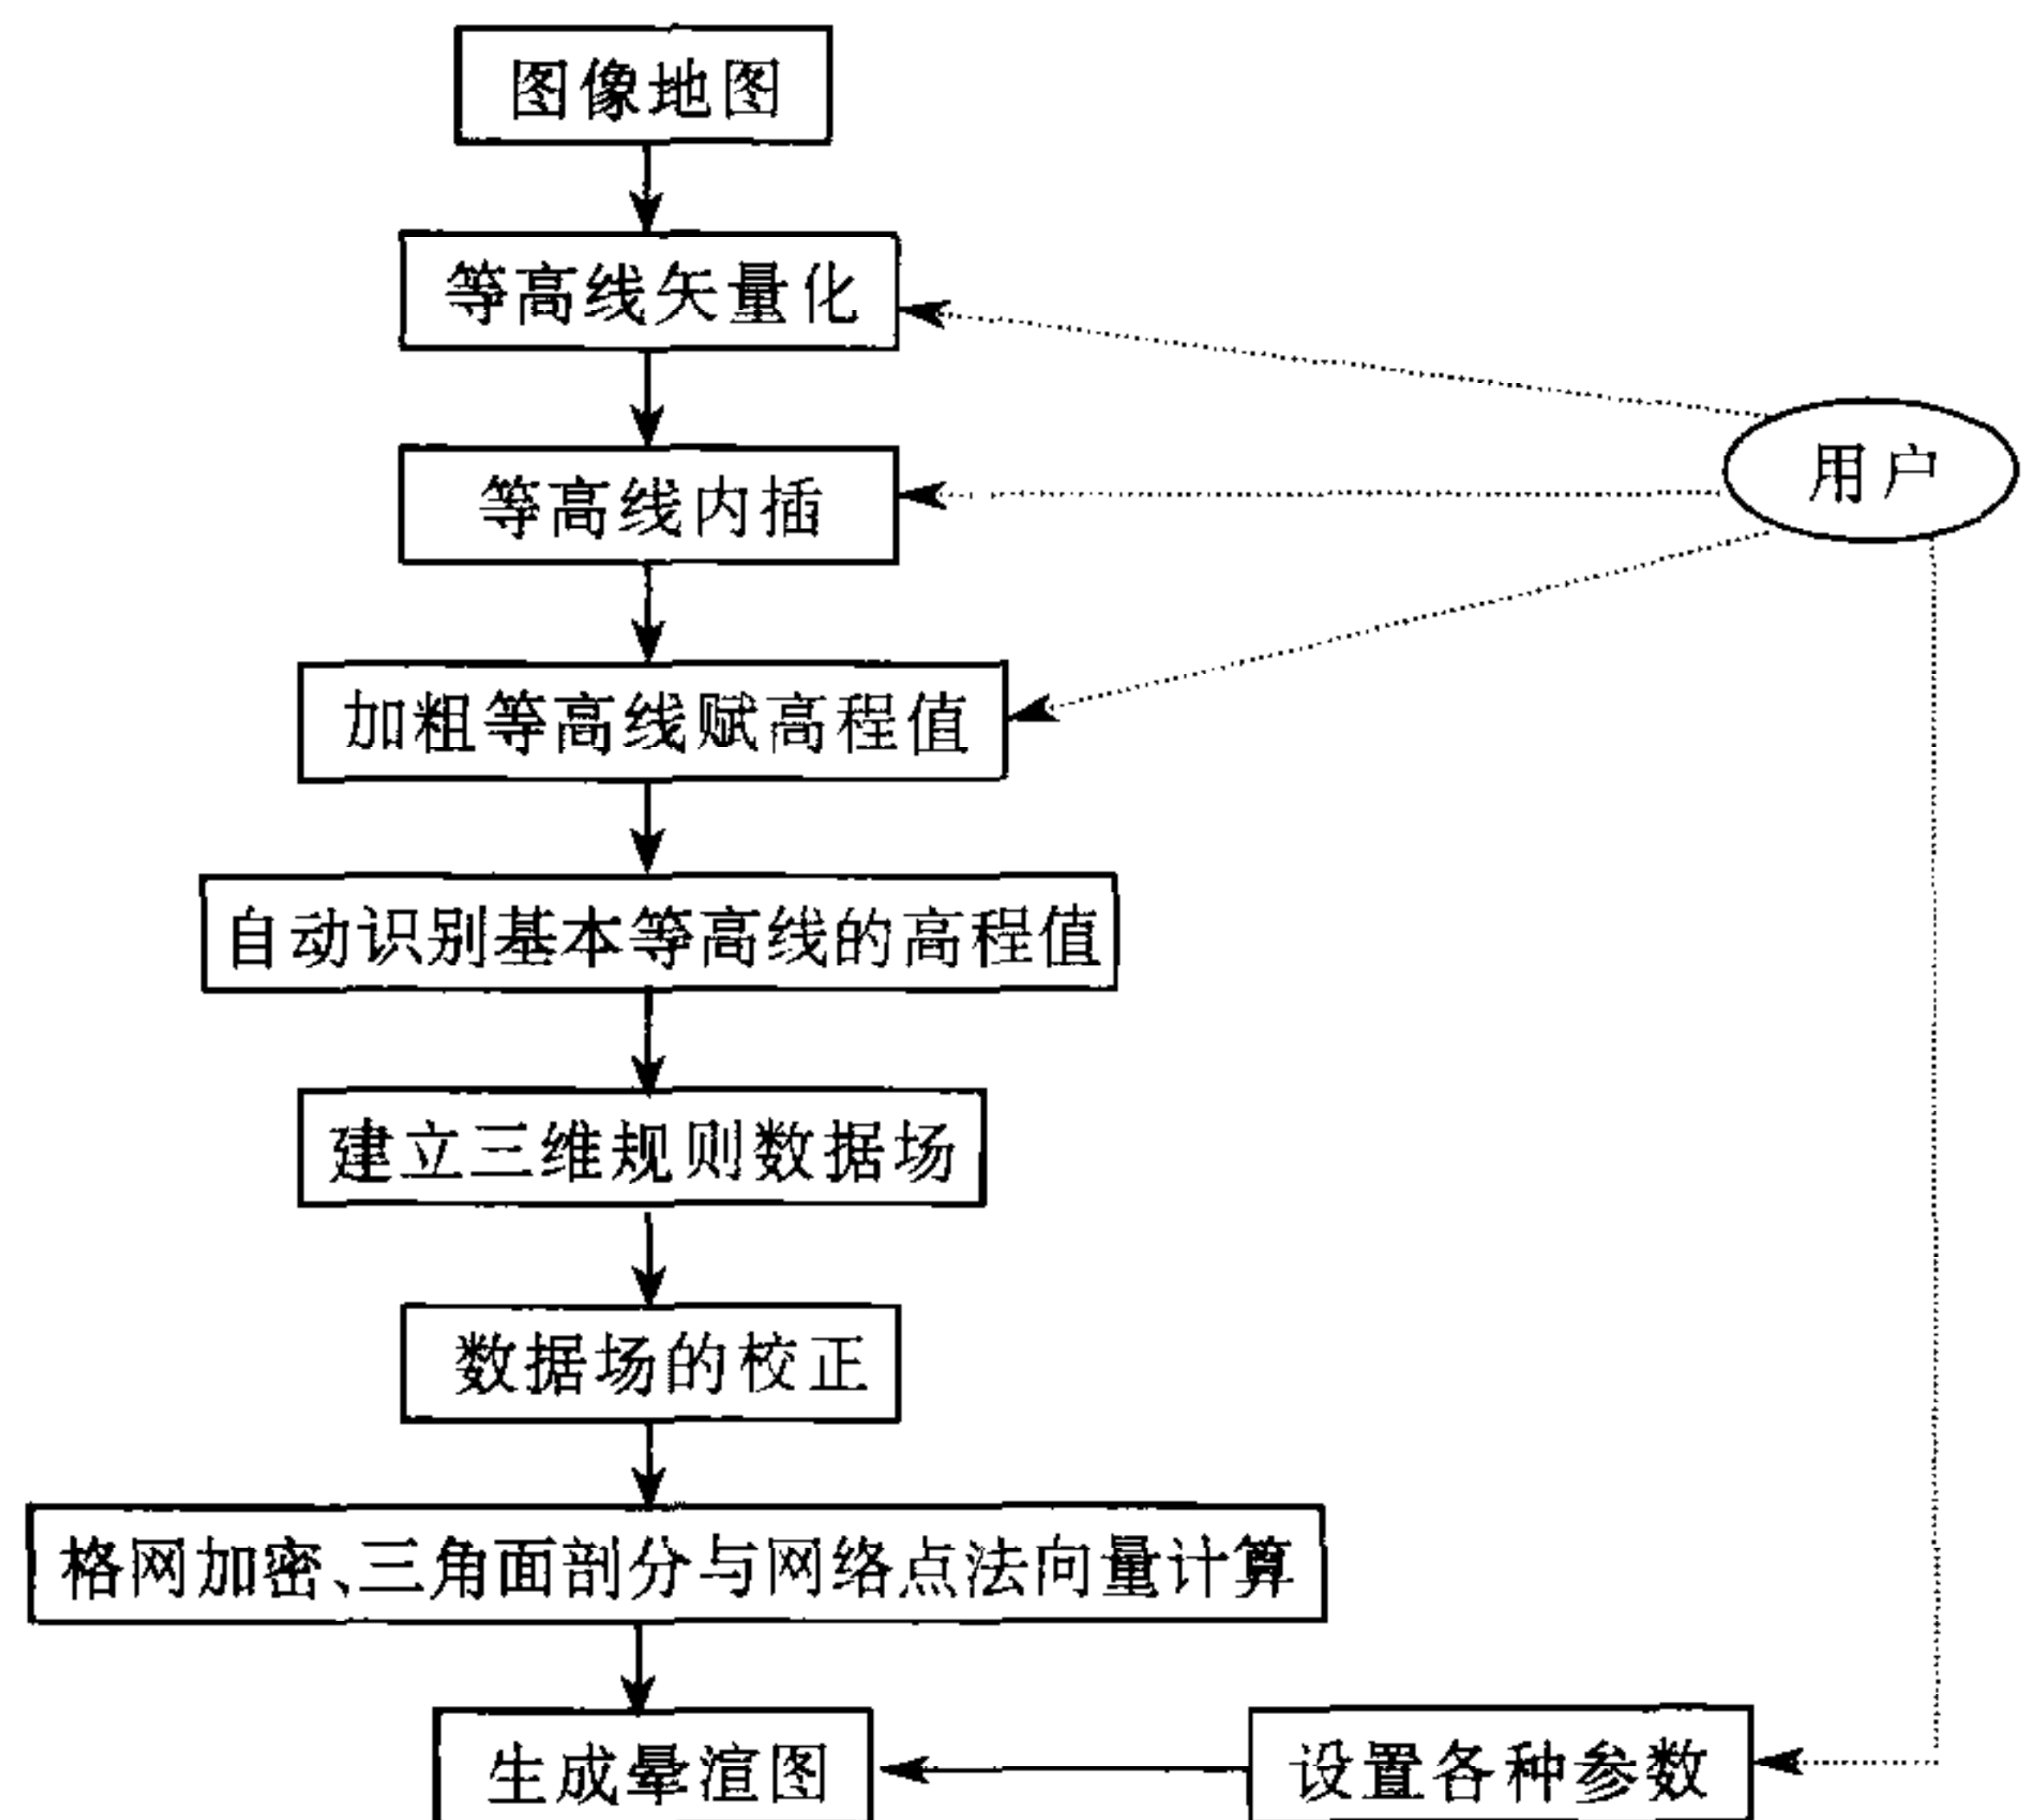 图像地图
等高线矢量化
用户
等高线内插
加粗等高线赋高程值
自动识别基本等高线的高程值
建立三维规则数据场
数据场的校正
格网加密、三角面剖分与网络点法向量计算
生成晕渲图
设置各种参数